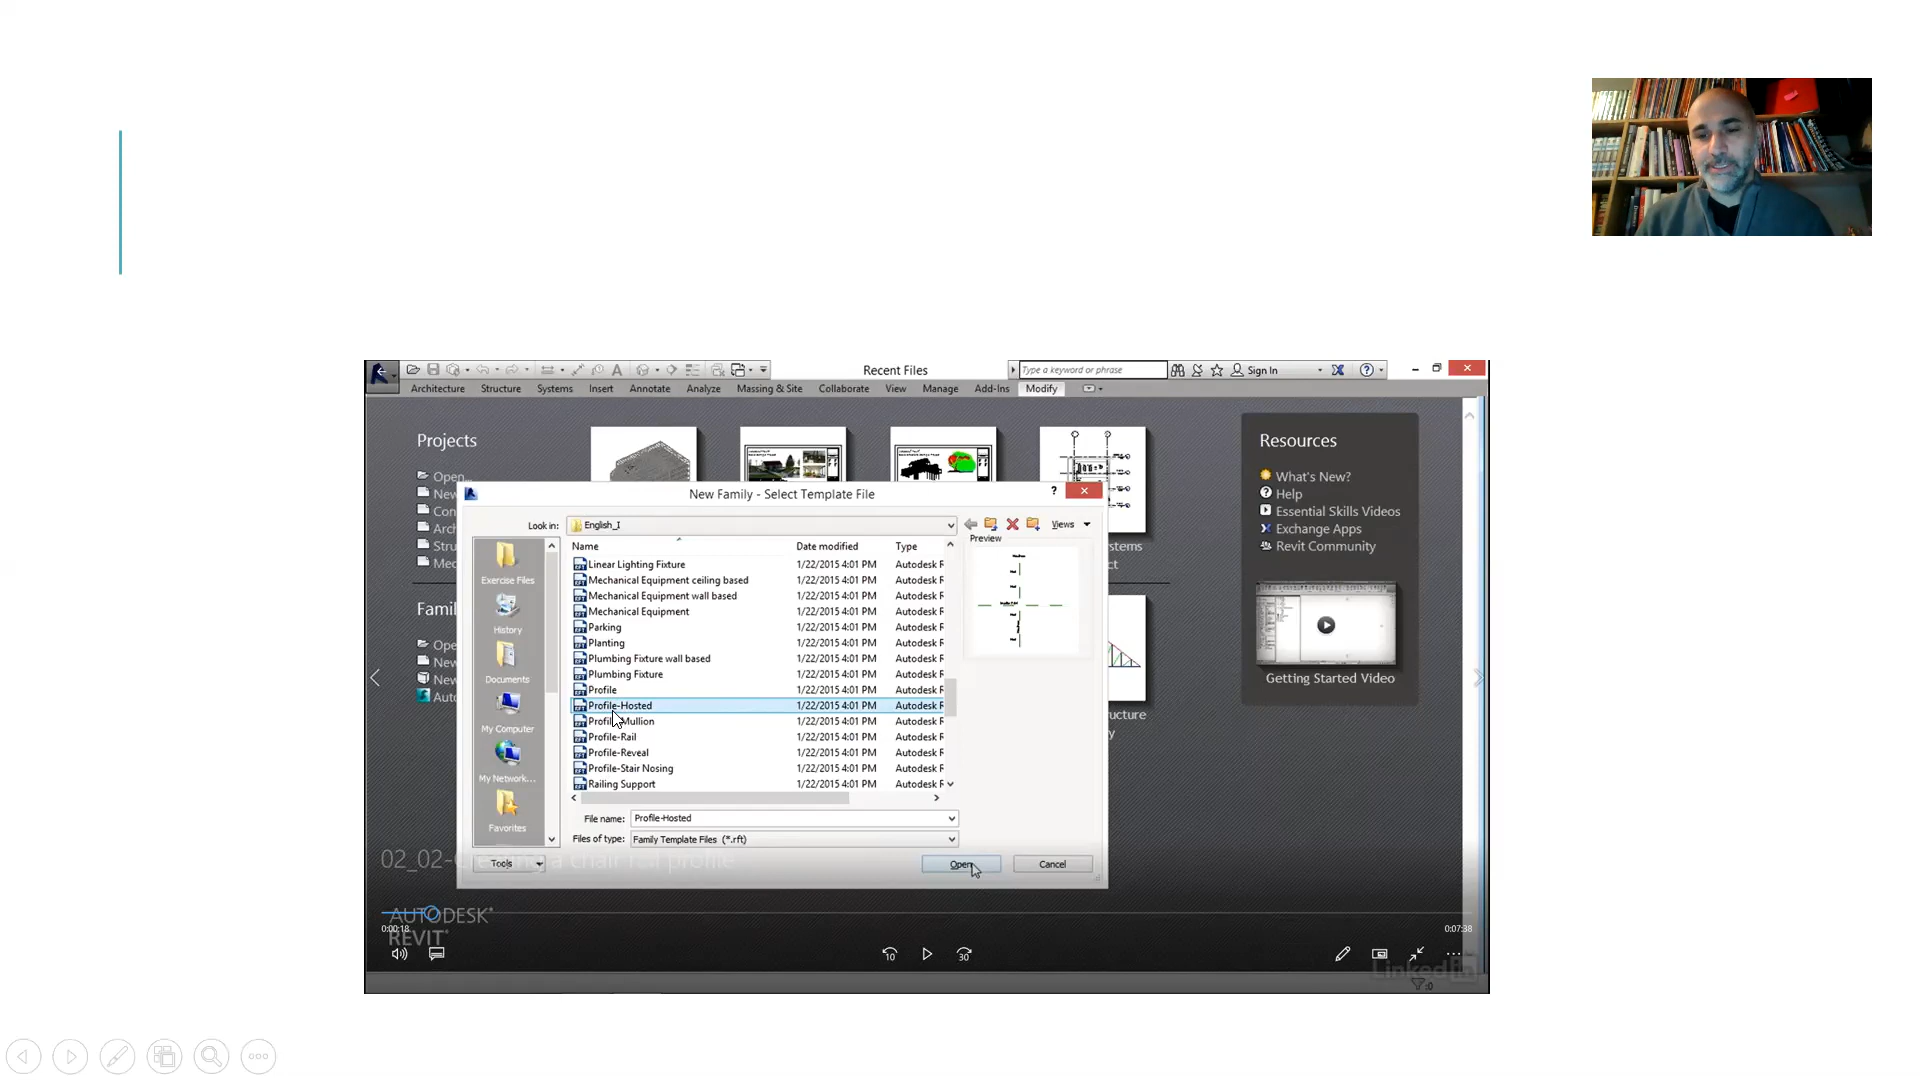 Recent Files
Type a keyword or phrase
Sign In
Architecture
Structure
Systems
Insert
Annotate
Analyze
Massing & Site
Collaborate
View
Manage
Add-Ins
Modify
Projects
Resources
Open...
New
What's New?
Help
Essential Skills Videos
Exchange Apps
Revit Community
Getting Started Video
New Family - Select Template File
Look in:
English_I
Views
Preview
Name
Date modified
Type
Linear Lighting Fixture 1/22/2015 4:01 PM Autodesk R
Mechanical Equipment ceiling based 1/22/2015 4:01 PM Autodesk R
Mechanical Equipment wall based 1/22/2015 4:01 PM Autodesk R
Mechanical Equipment 1/22/2015 4:01 PM Autodesk R
Parking 1/22/2015 4:01 PM Autodesk R
Planting 1/22/2015 4:01 PM Autodesk R
Plumbing Fixture wall based 1/22/2015 4:01 PM Autodesk R
Plumbing Fixture 1/22/2015 4:01 PM Autodesk R
Profile 1/22/2015 4:01 PM Autodesk R
Profile-Hosted 1/22/2015 4:01 PM Autodesk R
Profile-Mullion 1/22/2015 4:01 PM Autodesk R
Profile-Rail 1/22/2015 4:01 PM Autodesk R
Profile-Reveal 1/22/2015 4:01 PM Autodesk R
Profile-Stair Nosing 1/22/2015 4:01 PM Autodesk R
Railing Support 1/22/2015 4:01 PM Autodesk R
Exercise Files
History
Documents
My Computer
My Network...
Favorites
File name:
Profile-Hosted
Files of type:
Family Template Files (*.rft)
Tools
Open
Cancel
AUTODESK®
REVIT®
0:00:18
0:07:38
10
30
LinkedIn